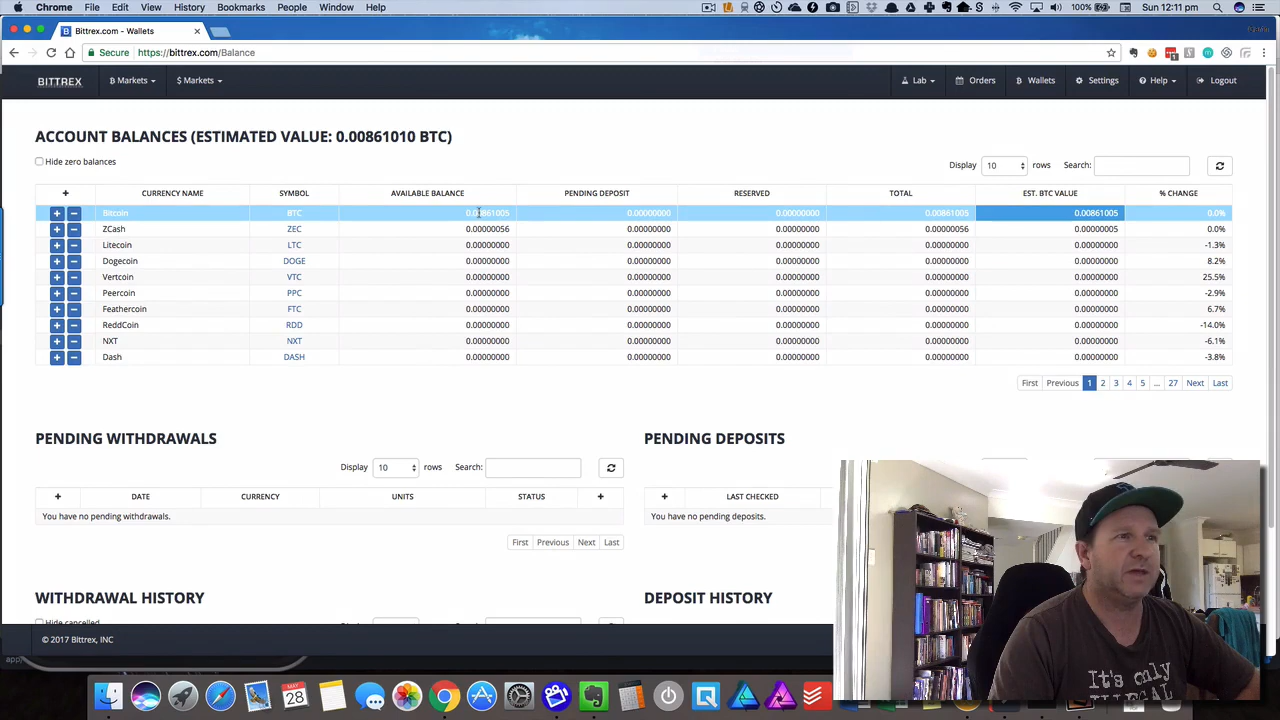 Chrome File Edit View History Bookmarks People Window Help 100% Sun 12:11 pm
Bittrex.com - Wallets
Secure https://bittrex.com/Balance
BITTREX ฿ Markets $ Markets Lab Orders Wallets Settings Help Logout
ACCOUNT BALANCES (ESTIMATED VALUE: 0.00861010 BTC)
Hide zero balances Display 10 rows Search:
+ CURRENCY NAME SYMBOL AVAILABLE BALANCE PENDING DEPOSIT RESERVED TOTAL EST. BTC VALUE % CHANGE
+ - Bitcoin BTC 0.00861005 0.00000000 0.00000000 0.00861005 0.00861005 0.0%
+ - ZCash ZEC 0.00000056 0.00000000 0.00000000 0.00000056 0.00000005 0.0%
+ - Litecoin LTC 0.00000000 0.00000000 0.00000000 0.00000000 0.00000000 -1.3%
+ - Dogecoin DOGE 0.00000000 0.00000000 0.00000000 0.00000000 0.00000000 8.2%
+ - Vertcoin VTC 0.00000000 0.00000000 0.00000000 0.00000000 0.00000000 25.5%
+ - Peercoin PPC 0.00000000 0.00000000 0.00000000 0.00000000 0.00000000 -2.9%
+ - Feathercoin FTC 0.00000000 0.00000000 0.00000000 0.00000000 0.00000000 6.7%
+ - ReddCoin RDD 0.00000000 0.00000000 0.00000000 0.00000000 0.00000000 -14.0%
+ - NXT NXT 0.00000000 0.00000000 0.00000000 0.00000000 0.00000000 -6.1%
+ - Dash DASH 0.00000000 0.00000000 0.00000000 0.00000000 0.00000000 -3.8%
First Previous 1 2 3 4 5 ... 27 Next Last
PENDING WITHDRAWALS PENDING DEPOSITS
Display 10 rows Search:
+ DATE CURRENCY UNITS STATUS + + LAST CHECKED
You have no pending withdrawals. You have no pending deposits.
First Previous Next Last
WITHDRAWAL HISTORY DEPOSIT HISTORY
Hide cancelled
© 2017 Bittrex, INC
app/
MAY 28
It's only